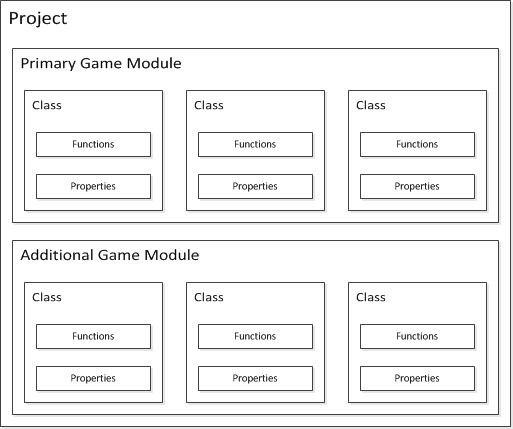 Project
Primary Game Module
Class
Functions
Properties
Class
Functions
Properties
Class
Functions
Properties
Additional Game Module
Class
Functions
Properties
Class
Functions
Properties
Class
Functions
Properties